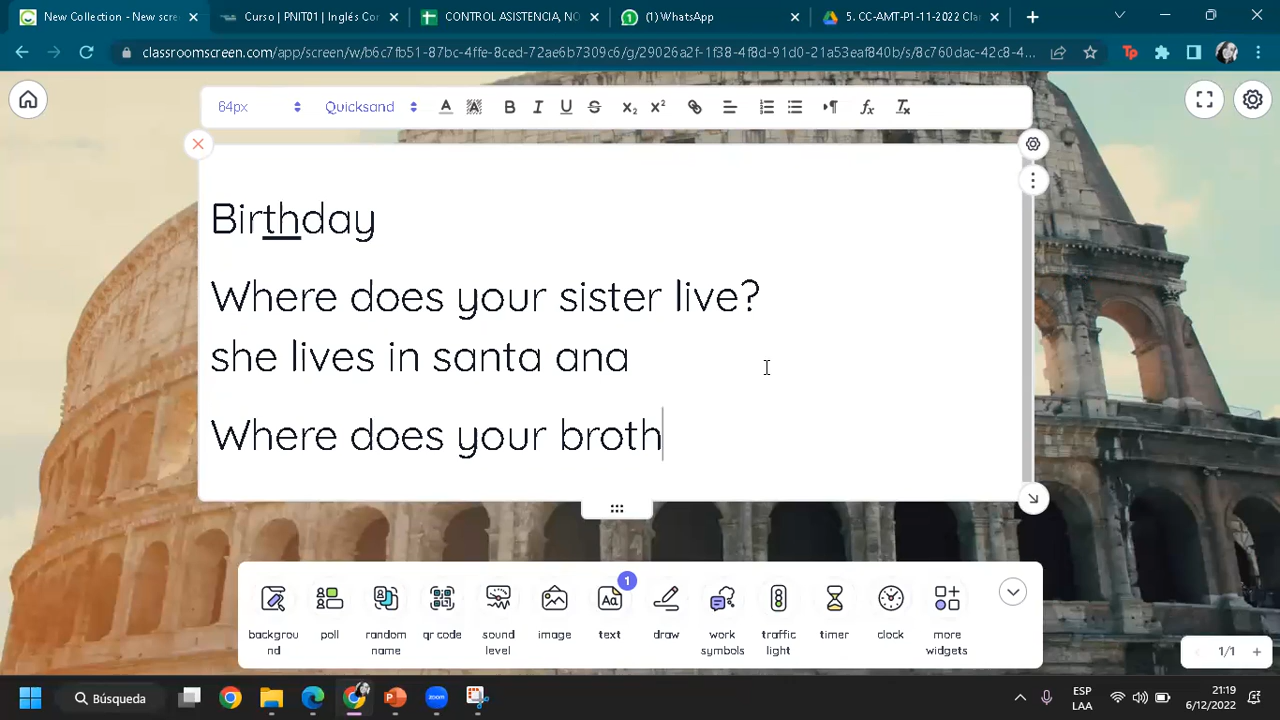 New Collection - New scre
Curso | PNIT01 | Inglés Co
CONTROL ASISTENCIA, NO
(1) WhatsApp
5. CC-AMT-P1-11-2022 Cla
classroomscreen.com/app/screen/w/b6c7fb51-87bc-4ffe-8ced-72ae6b7309c6/g/29026a2f-1f38-4f8d-91d0-21a53eaf840b/s/8c760dac-42c8-4...
64px Quicksand
Birthday
Where does your sister live?
she lives in santa ana
Where does your broth
1
backgrou
nd
poll
random
name
qr code
sound
level
image
text
draw
work
symbols
traffic
light
timer
clock
more
widgets
1/1
Búsqueda
ESP
LAA
21:19
6/12/2022